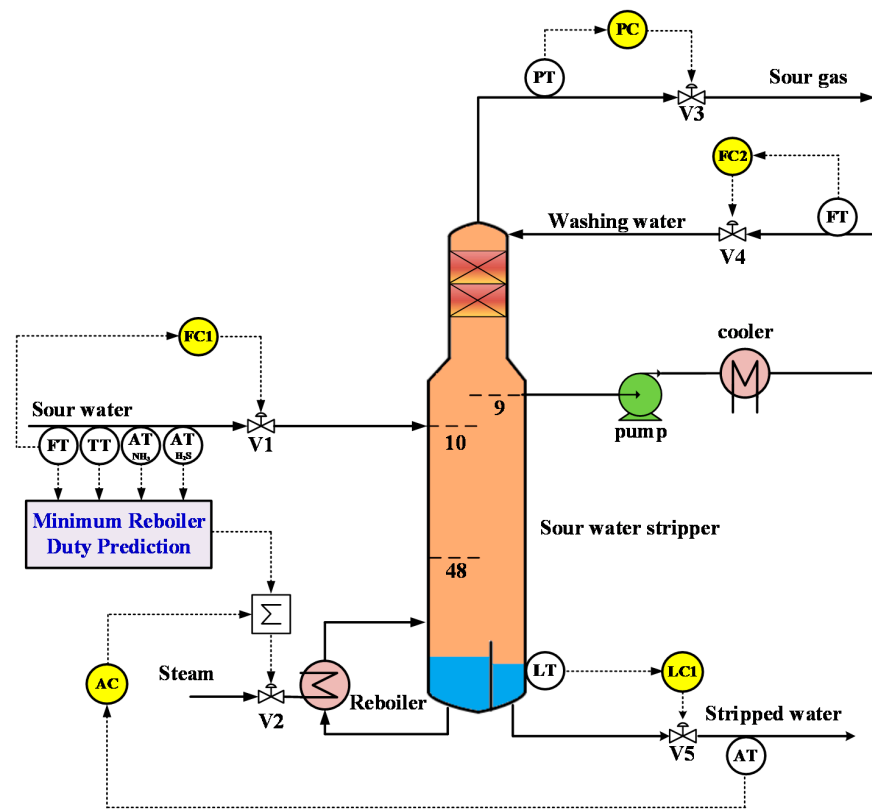 PC
PT
Sour gas
V3
FC2
FT
Washing water
V4
FC1
cooler
Sour water
9
V1
10
pump
FT
TT
AT
NH₃
AT
H₂S
Minimum Reboiler
Duty Prediction
Sour water stripper
48
Σ
AC
Steam
LT
LC1
V2
Reboiler
Stripped water
V5
AT